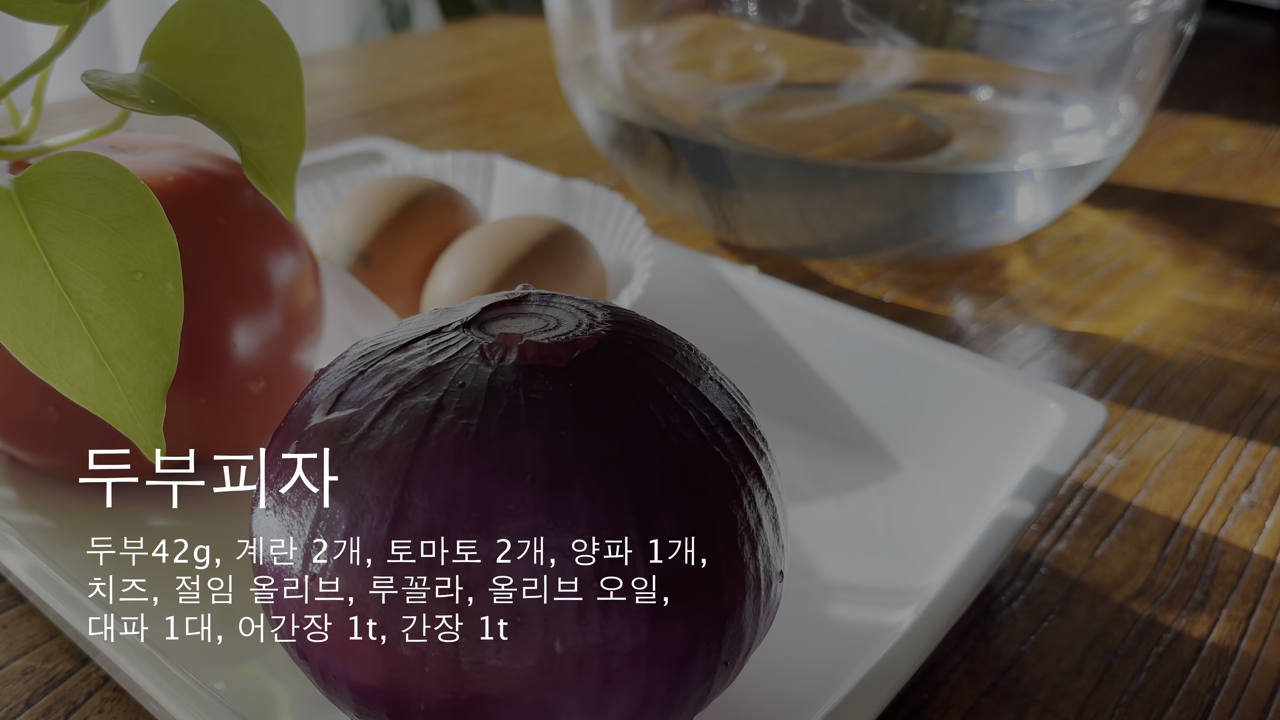 두부피자
두부42g, 계란 2개, 토마토 2개, 양파 1개,
치즈, 절임 올리브, 루꼴라, 올리브 오일,
대파 1대, 어간장 1t, 간장 1t